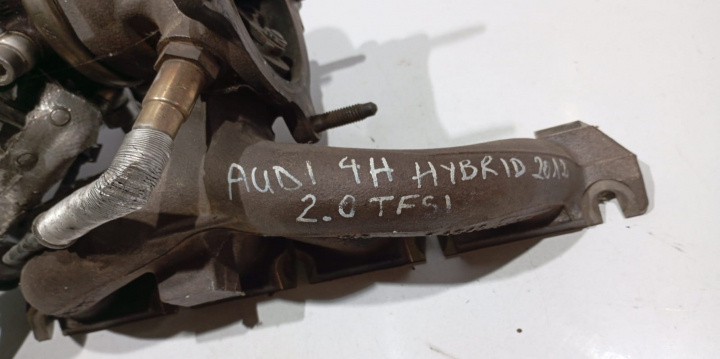 AUDI 4H HYBRID 2012
2.0 TFSI